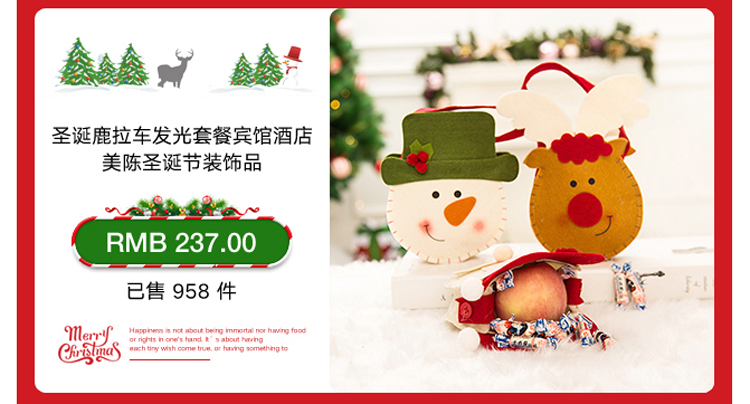 圣诞鹿拉车发光套餐宾馆酒店
美陈圣诞节装饰品
RMB 237.00
已售 958 件
Merry
Christmas
Happiness is not about being immortal nor having food
or rights in one's hand. It´s about having
each tiny wish come true, or having something to